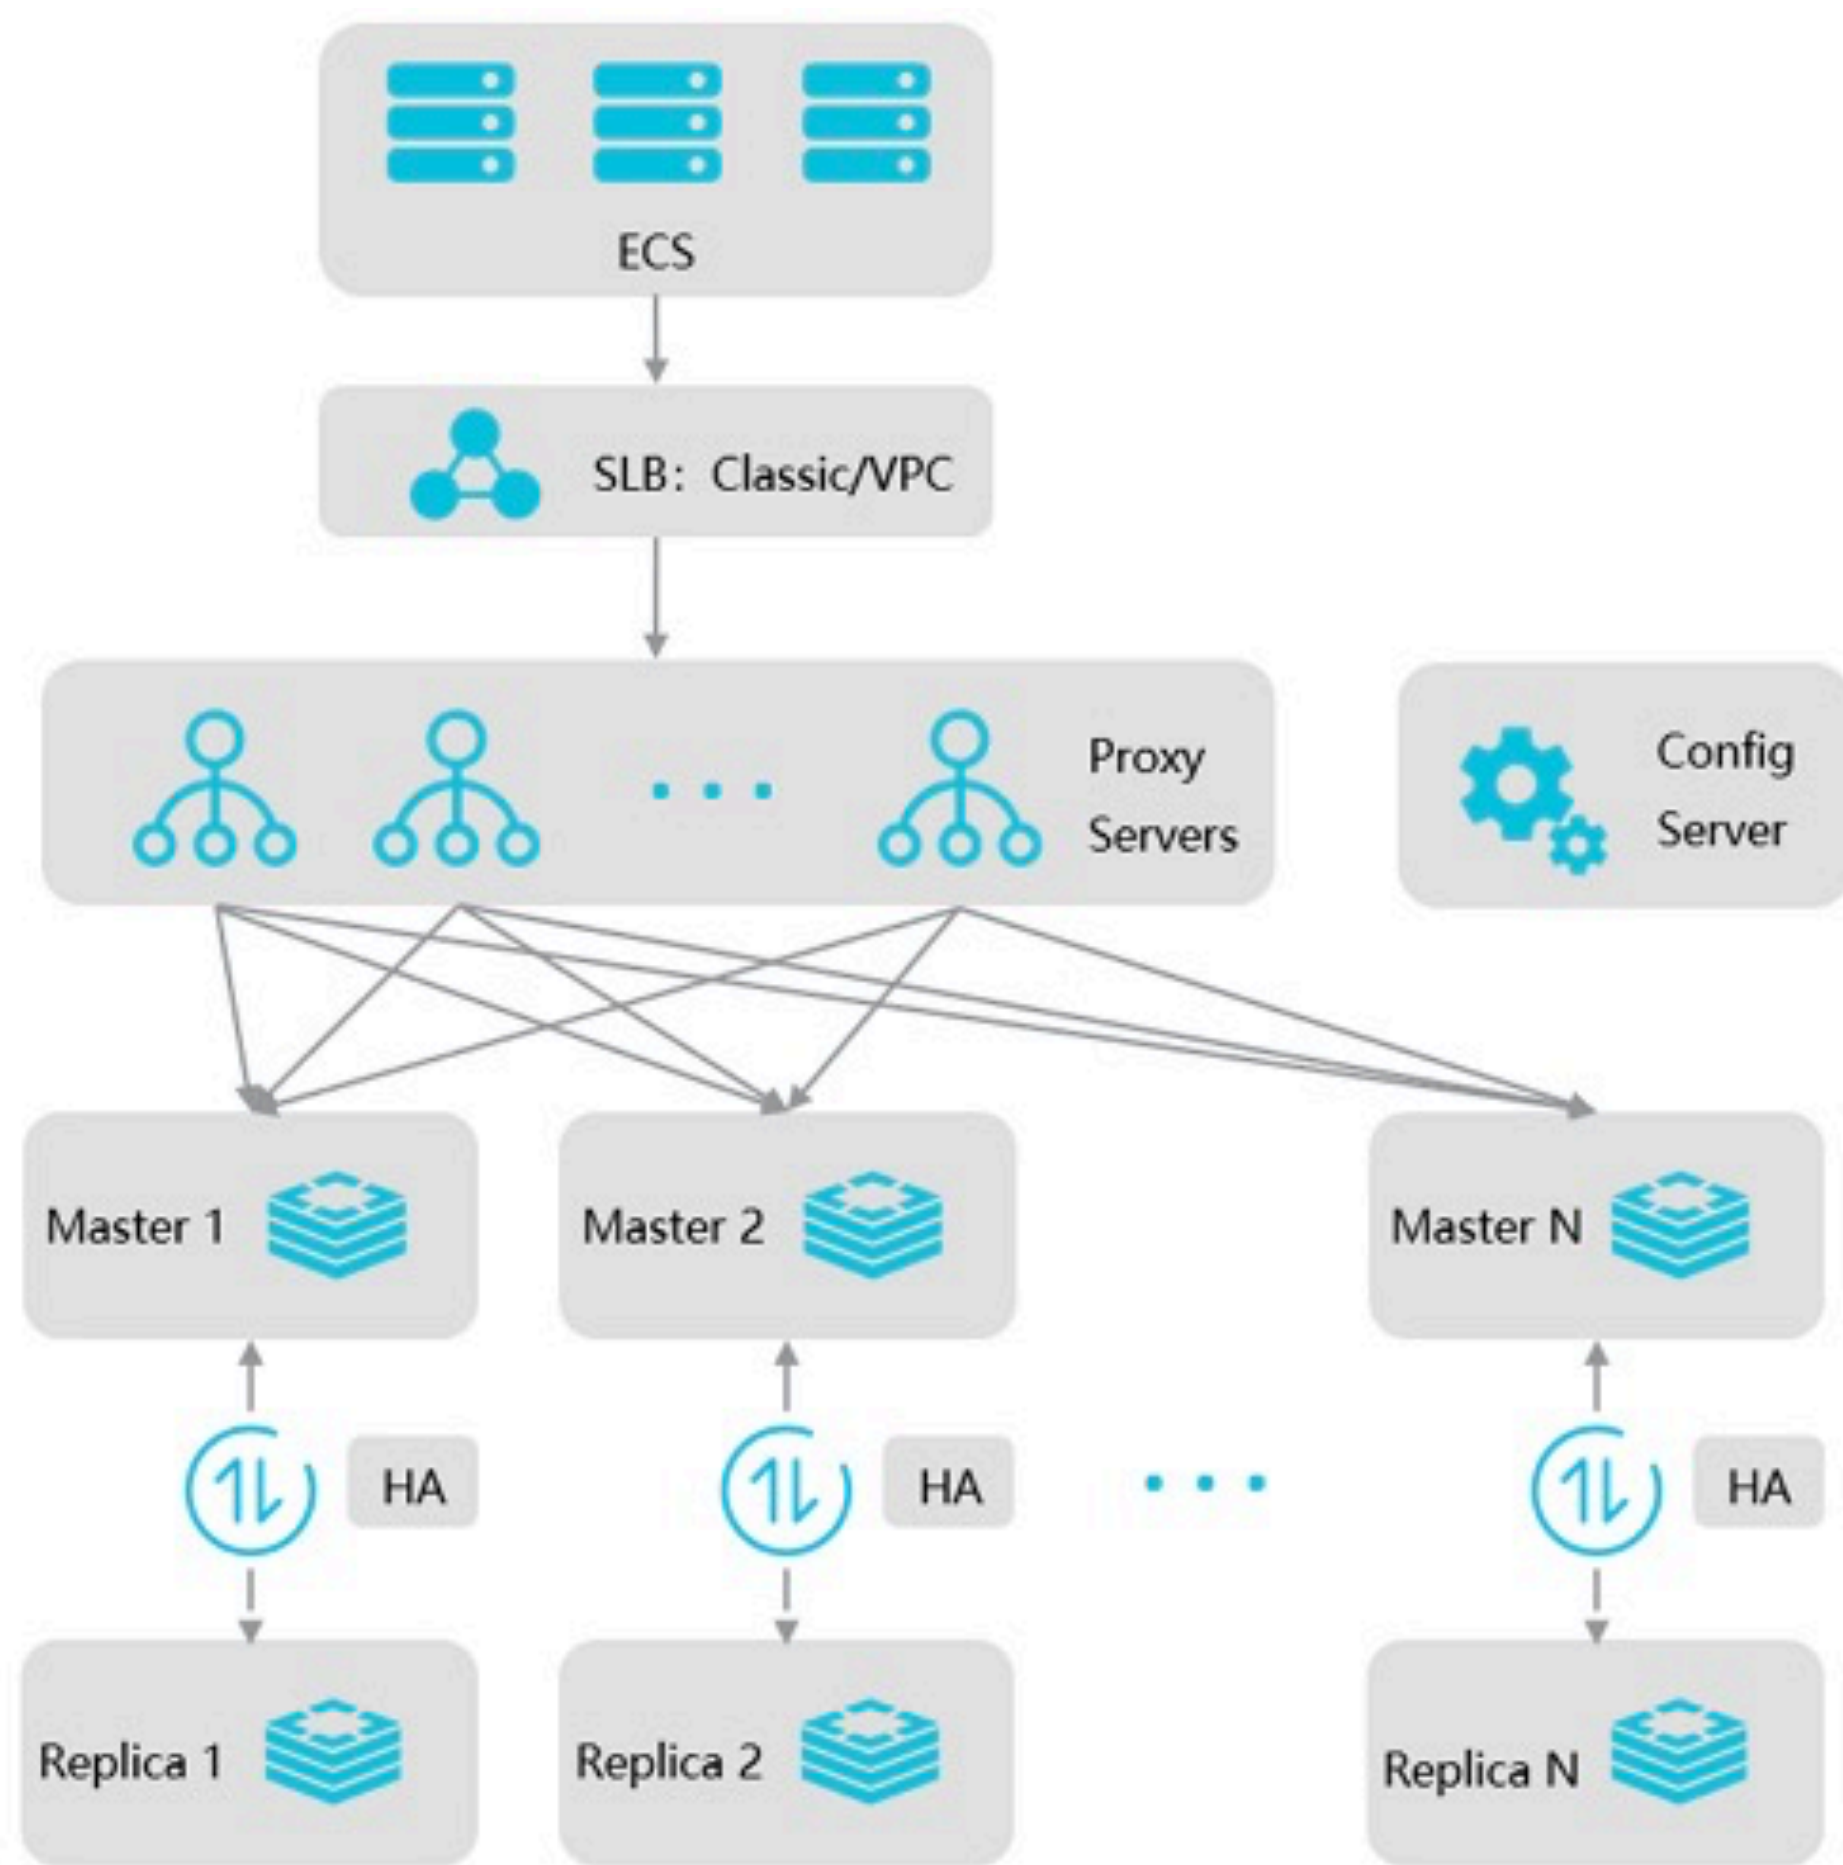 ECS
SLB：Classic/VPC
Proxy
Servers
Config
Server
Master 1
Master 2
Master N
HA
HA
HA
Replica 1
Replica 2
Replica N